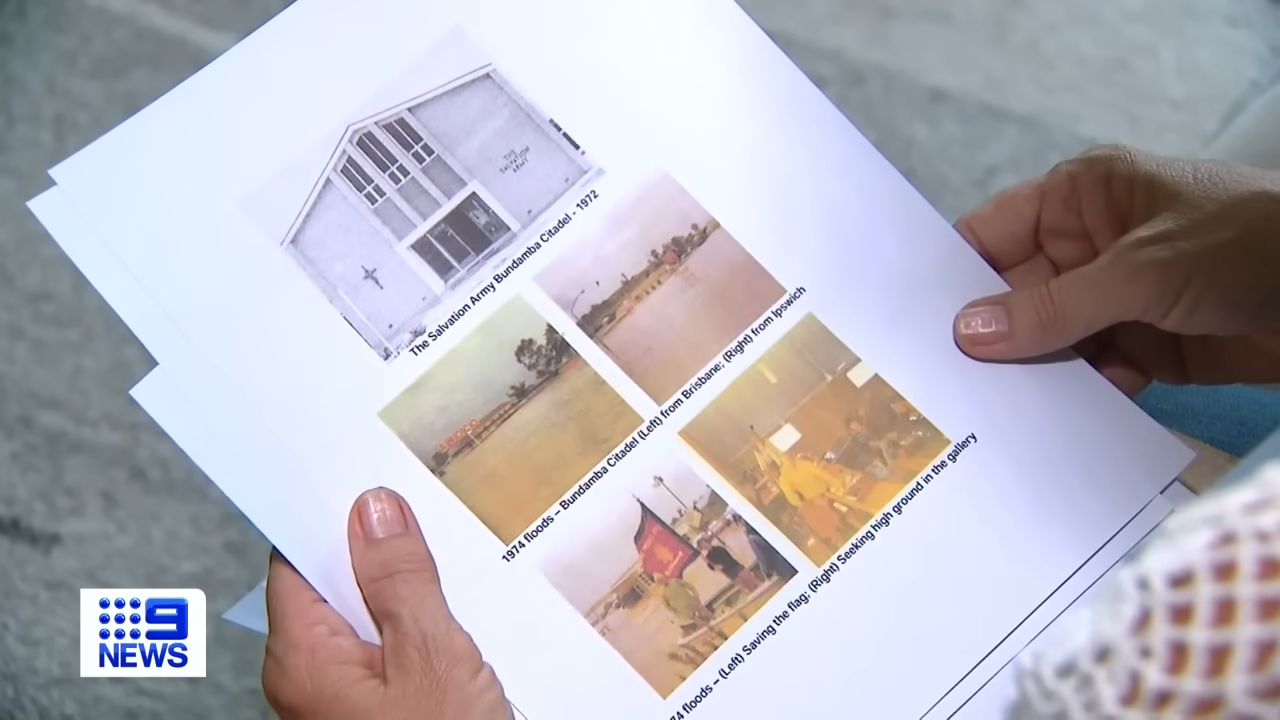 THE
SALVATION
ARMY
The Salvation Army Bundamba Citadel - 1972
1974 floods – Bundamba Citadel (Left) from Brisbane; (Right) from Ipswich
74 floods – (Left) Saving the flag; (Right) Seeking high ground in the gallery
9
NEWS